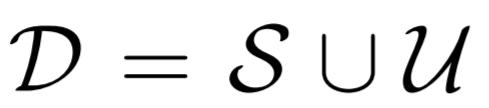 𝒟 = 𝒮 ∪ 𝒰